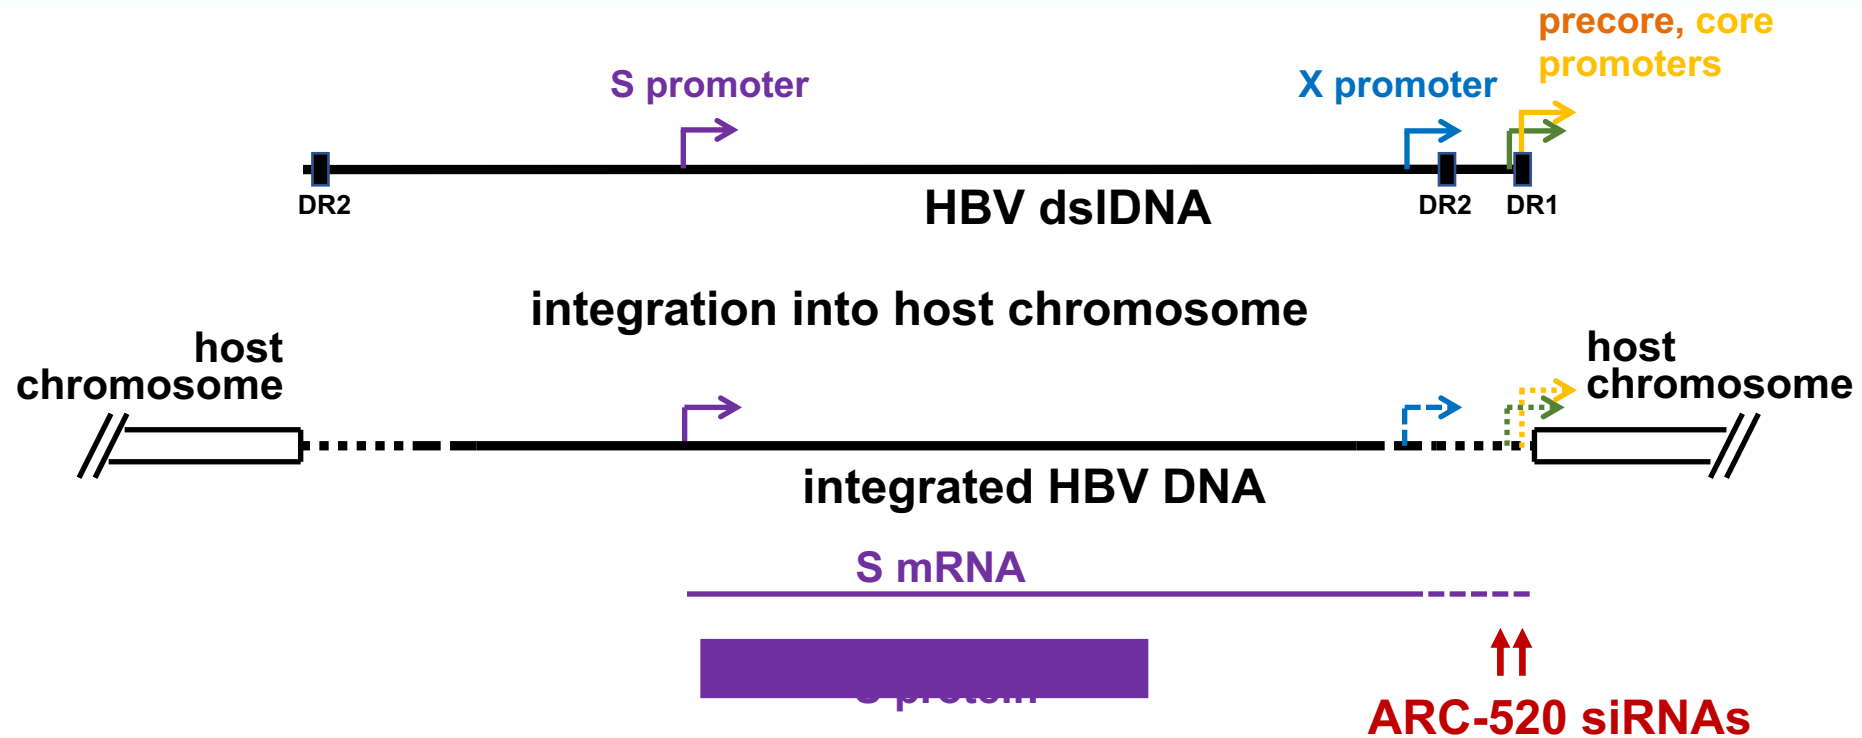 precore, core
promoters
S promoter
X promoter
DR2
HBV dslDNA
DR2
DR1
integration into host chromosome
host
chromosome
host
chromosome
integrated HBV DNA
S mRNA
S protein
ARC-520 siRNAs